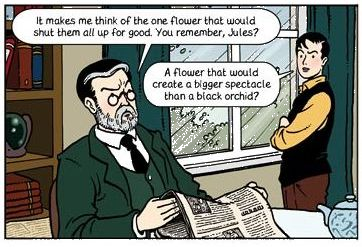 It makes me think of the one flower that would
shut them all up for good. You remember, Jules?
A flower that would
create a bigger spectacle
than a black orchid?